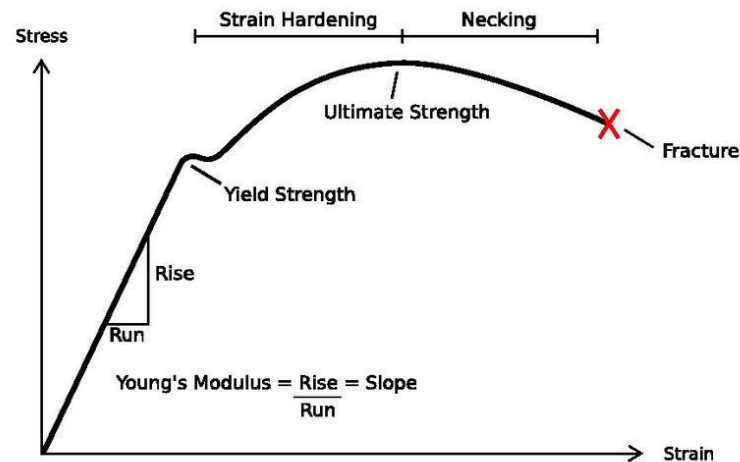 Strain Hardening
Necking
Stress
Ultimate Strength
Fracture
Yield Strength
Rise
Run
Young's Modulus = Rise = Slope
Run
Strain